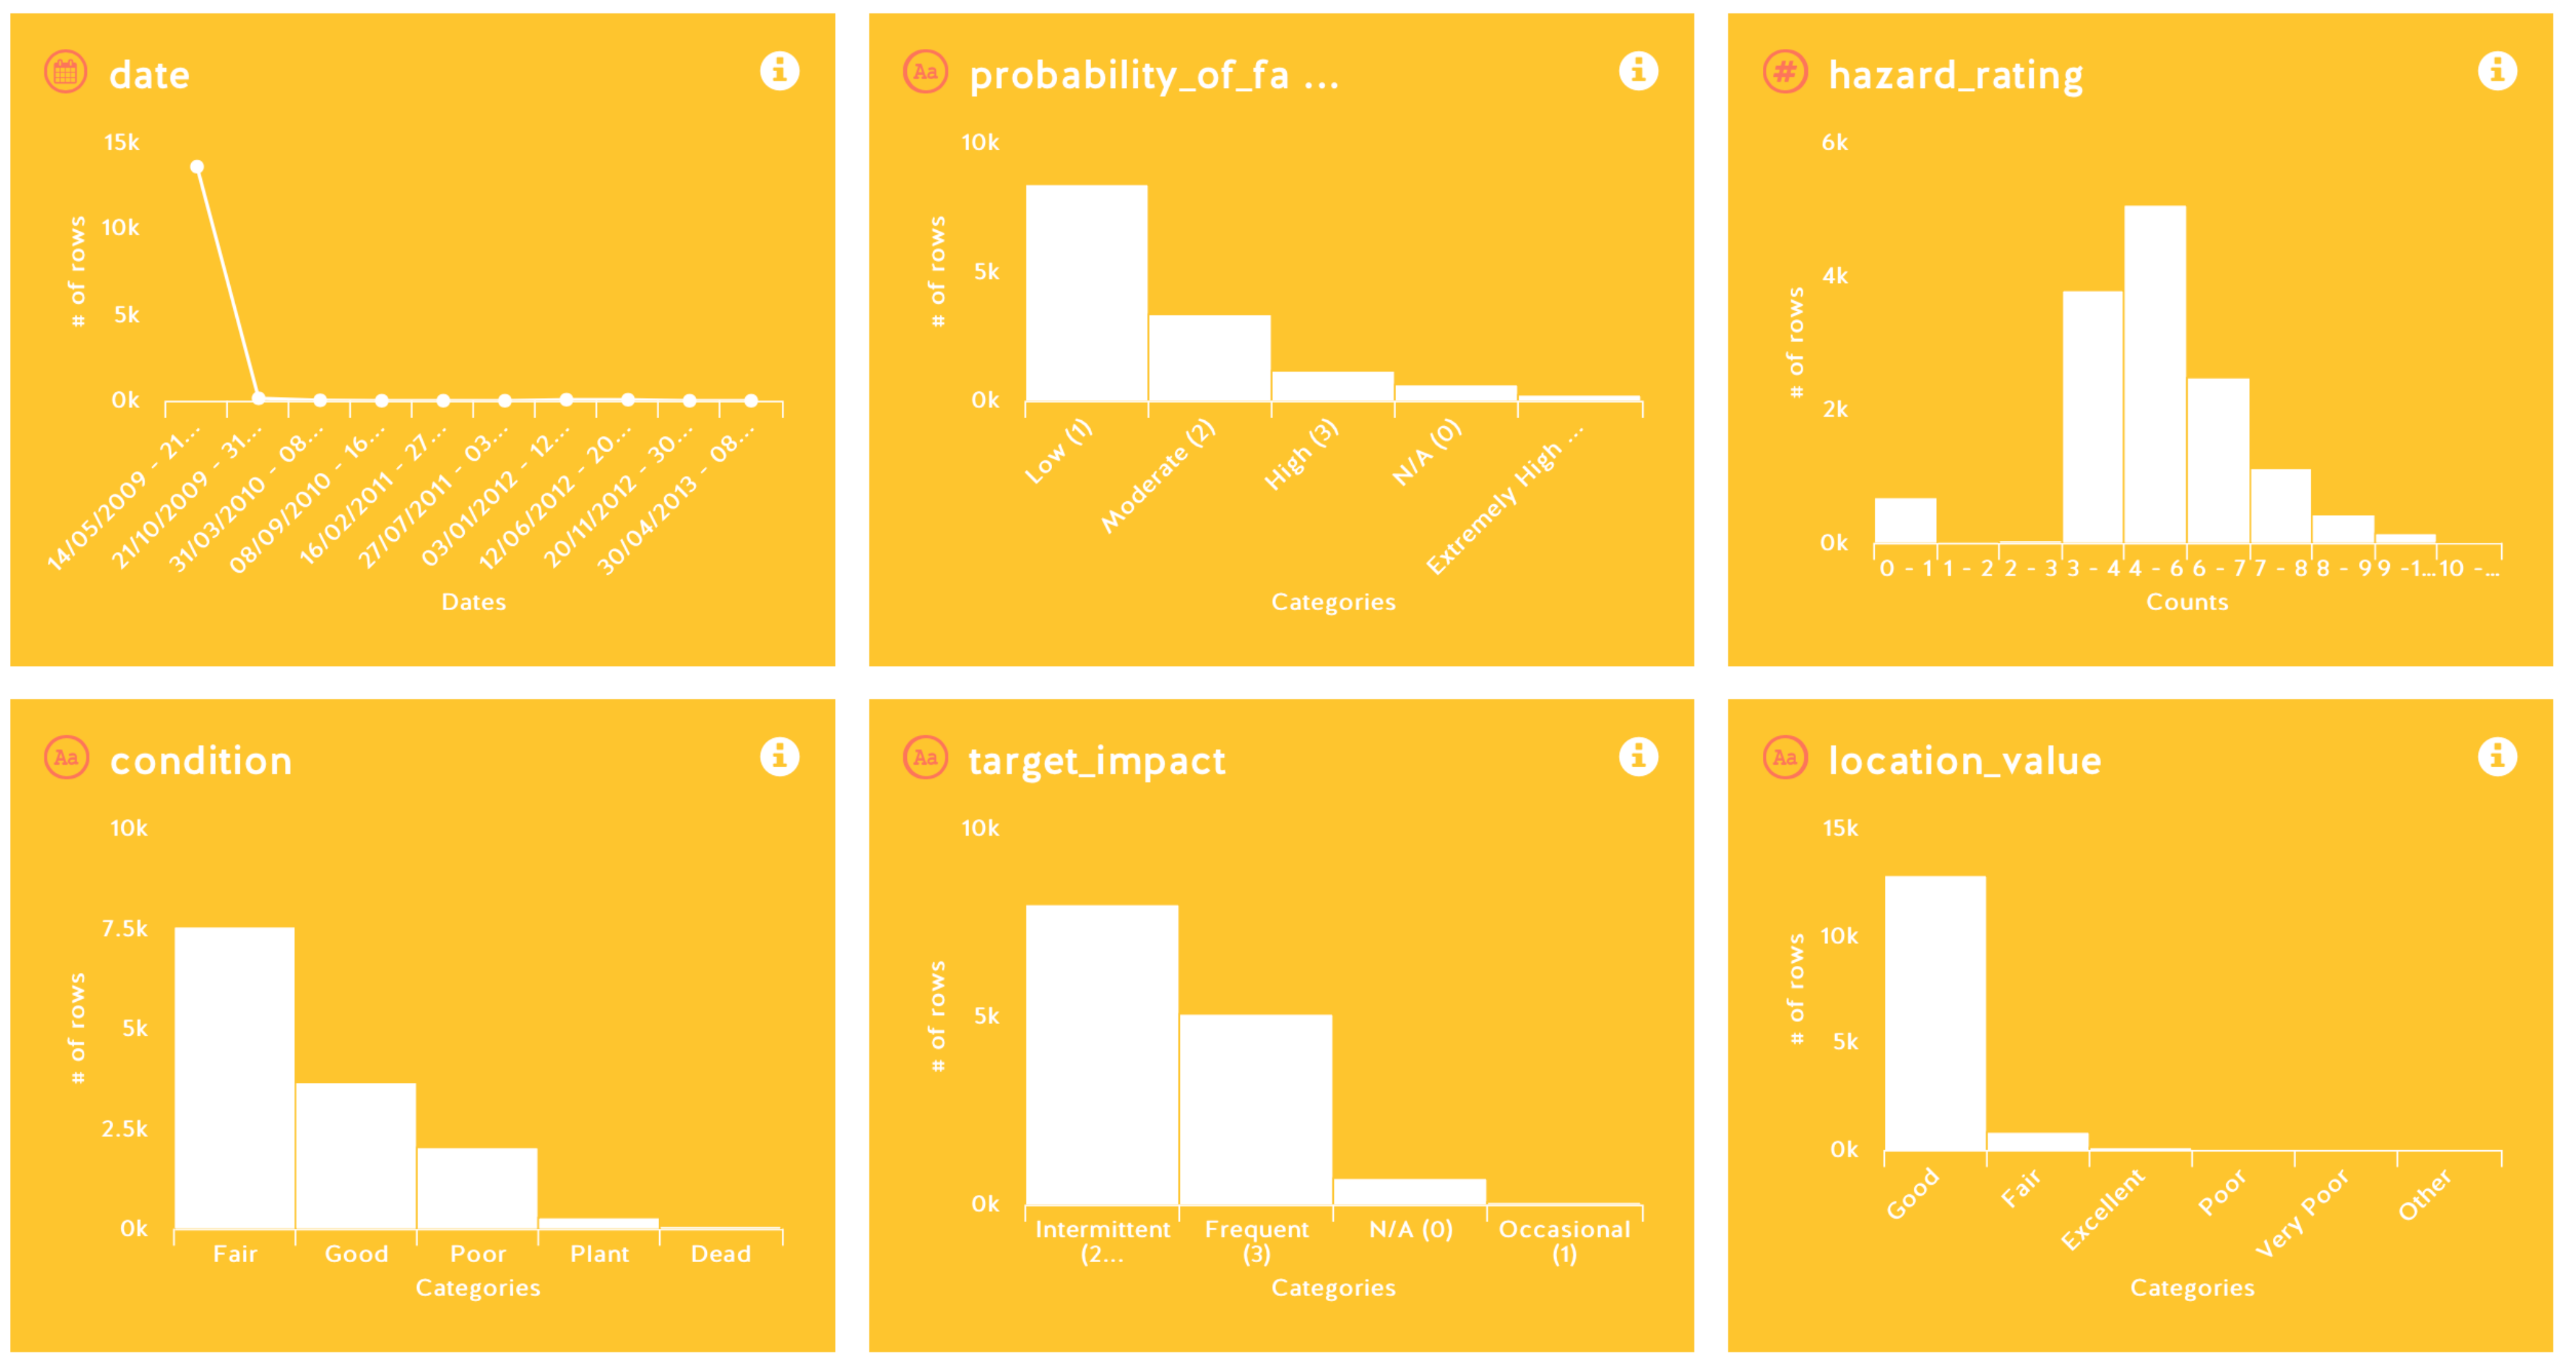 date
15k
10k
5k
0k
# of rows
14/05/2009 - 21...
21/10/2009 - 31...
31/03/2010 - 08...
08/09/2010 - 16...
16/02/2011 - 27...
27/07/2011 - 03...
03/01/2012 - 12...
12/06/2012 - 20...
20/11/2012 - 30...
30/04/2013 - 08...
Dates
Aa probability_of_fa ...
10k
5k
0k
# of rows
Low (1)
Moderate (2)
High (3)
N/A (0)
Extremely High ...
Categories
# hazard_rating
6k
4k
2k
0k
# of rows
0 - 1 1 - 2 2 - 3 3 - 4 4 - 6 6 - 7 7 - 8 8 - 9 9 -1... 10 -...
Counts
Aa condition
10k
7.5k
5k
2.5k
0k
# of rows
Fair Good Poor Plant Dead
Categories
Aa target_impact
10k
5k
0k
# of rows
Intermittent Frequent N/A (0) Occasional
(2... (3) (1)
Categories
Aa location_value
15k
10k
5k
0k
# of rows
Good
Fair
Excellent
Poor
Very Poor
Other
Categories